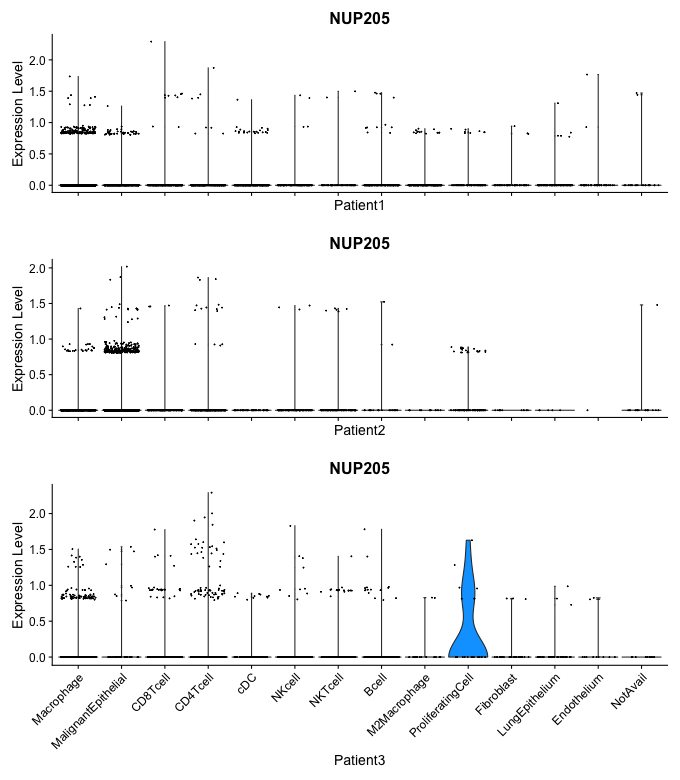 NUP205
Expression Level
2.0
1.5
1.0
0.5
0.0
Patient1
NUP205
Expression Level
2.0
1.5
1.0
0.5
0.0
Patient2
NUP205
Expression Level
2.0
1.5
1.0
0.5
0.0
Macrophage
MalignantEpithelial
CD8Tcell
CD4Tcell
cDC
NKcell
NKTcell
Bcell
M2Macrophage
ProliferatingCell
Fibroblast
LungEpithelium
Endothelium
NotAvail
Patient3